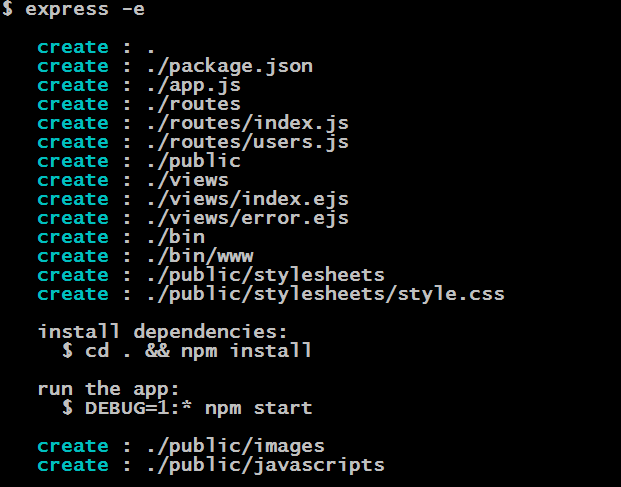 $ express -e
create : .
create : ./package.json
create : ./app.js
create : ./routes
create : ./routes/index.js
create : ./routes/users.js
create : ./public
create : ./views
create : ./views/index.ejs
create : ./views/error.ejs
create : ./bin
create : ./bin/www
create : ./public/stylesheets
create : ./public/stylesheets/style.css
install dependencies:
$ cd . && npm install
run the app:
$ DEBUG=1:* npm start
create : ./public/images
create : ./public/javascripts